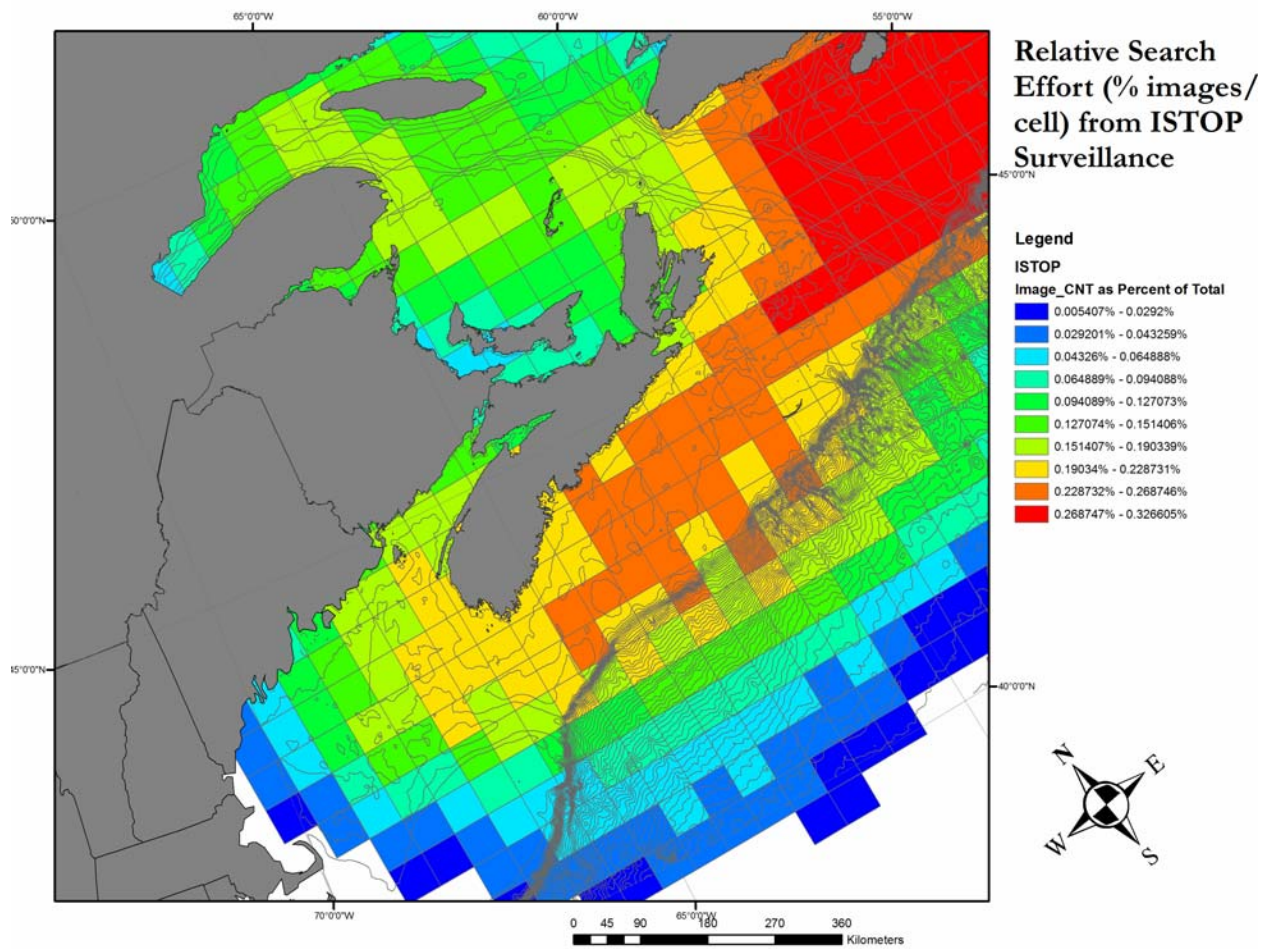 65°0'0"W
60°0'0"W
55°0'0"W
Relative Search
Effort (% images/
cell) from ISTOP
Surveillance
45°0'0"N
50°0'0"N
Legend
ISTOP
Image_CNT as Percent of Total
0.005407% - 0.0292%
0.029201% - 0.043259%
0.04326% - 0.064888%
0.064889% - 0.094088%
0.094089% - 0.127073%
0.127074% - 0.151406%
0.151407% - 0.190339%
0.19034% - 0.228731%
0.228732% - 0.268746%
0.268747% - 0.326605%
45°0'0"N
40°0'0"N
N
E
W
S
70°0'0"W
65°0'0"W
0 45 90 180 270 360
Kilometers